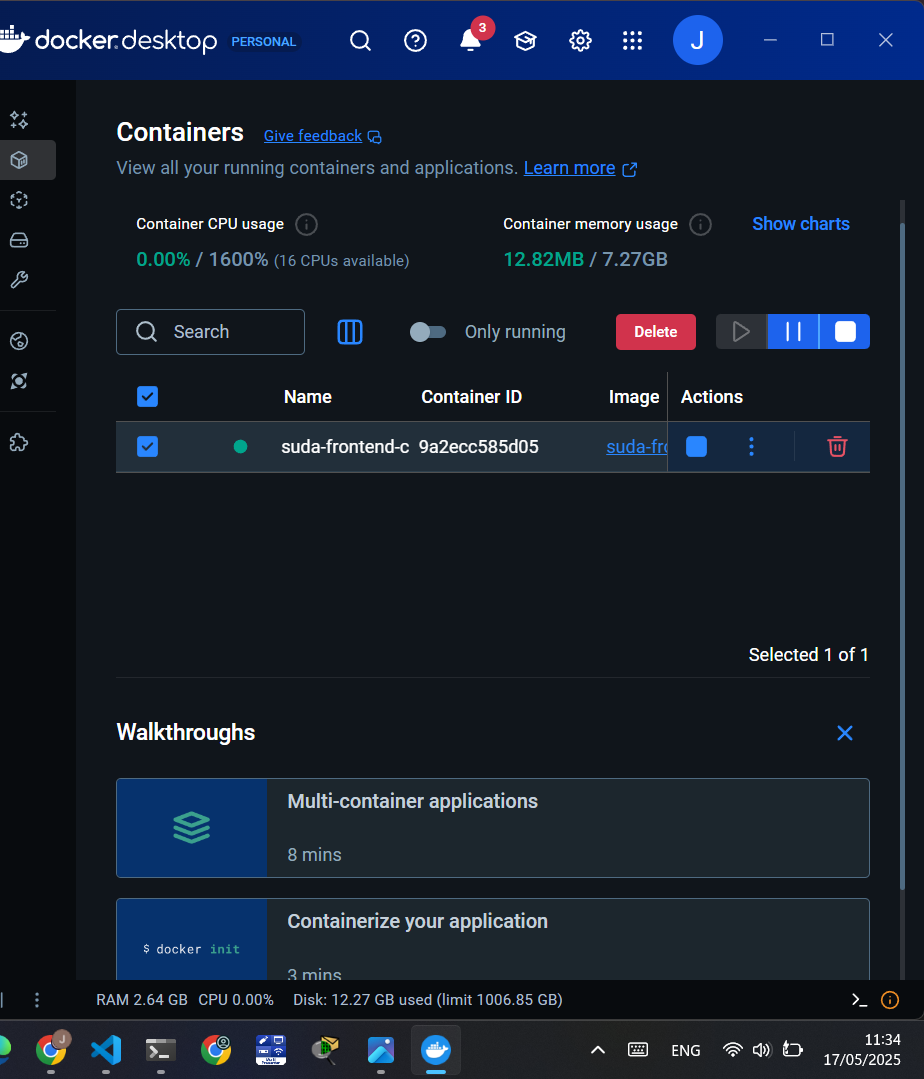 docker.desktop PERSONAL 3 J
Containers Give feedback
View all your running containers and applications. Learn more
Container CPU usage Container memory usage Show charts
0.00% / 1600% (16 CPUs available) 12.82MB / 7.27GB
Search Only running Delete
Name Container ID Image Actions
suda-frontend-c 9a2ecc585d05 suda-fro
Selected 1 of 1
Walkthroughs
Multi-container applications
8 mins
Containerize your application
$ docker init
3 mins
RAM 2.64 GB CPU 0.00% Disk: 12.27 GB used (limit 1006.85 GB)
J
ENG
11:34
17/05/2025